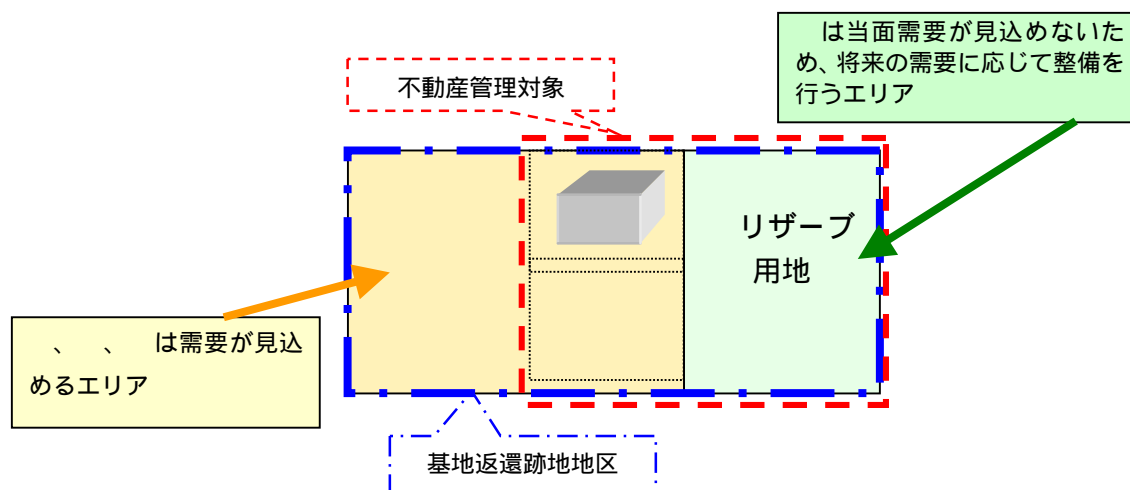 は当面需要が見込めないため、将来の需要に応じて整備を行うエリア
不動産管理対象
リザーブ
用地
、 、 は需要が見込
めるエリア
基地返還跡地地区